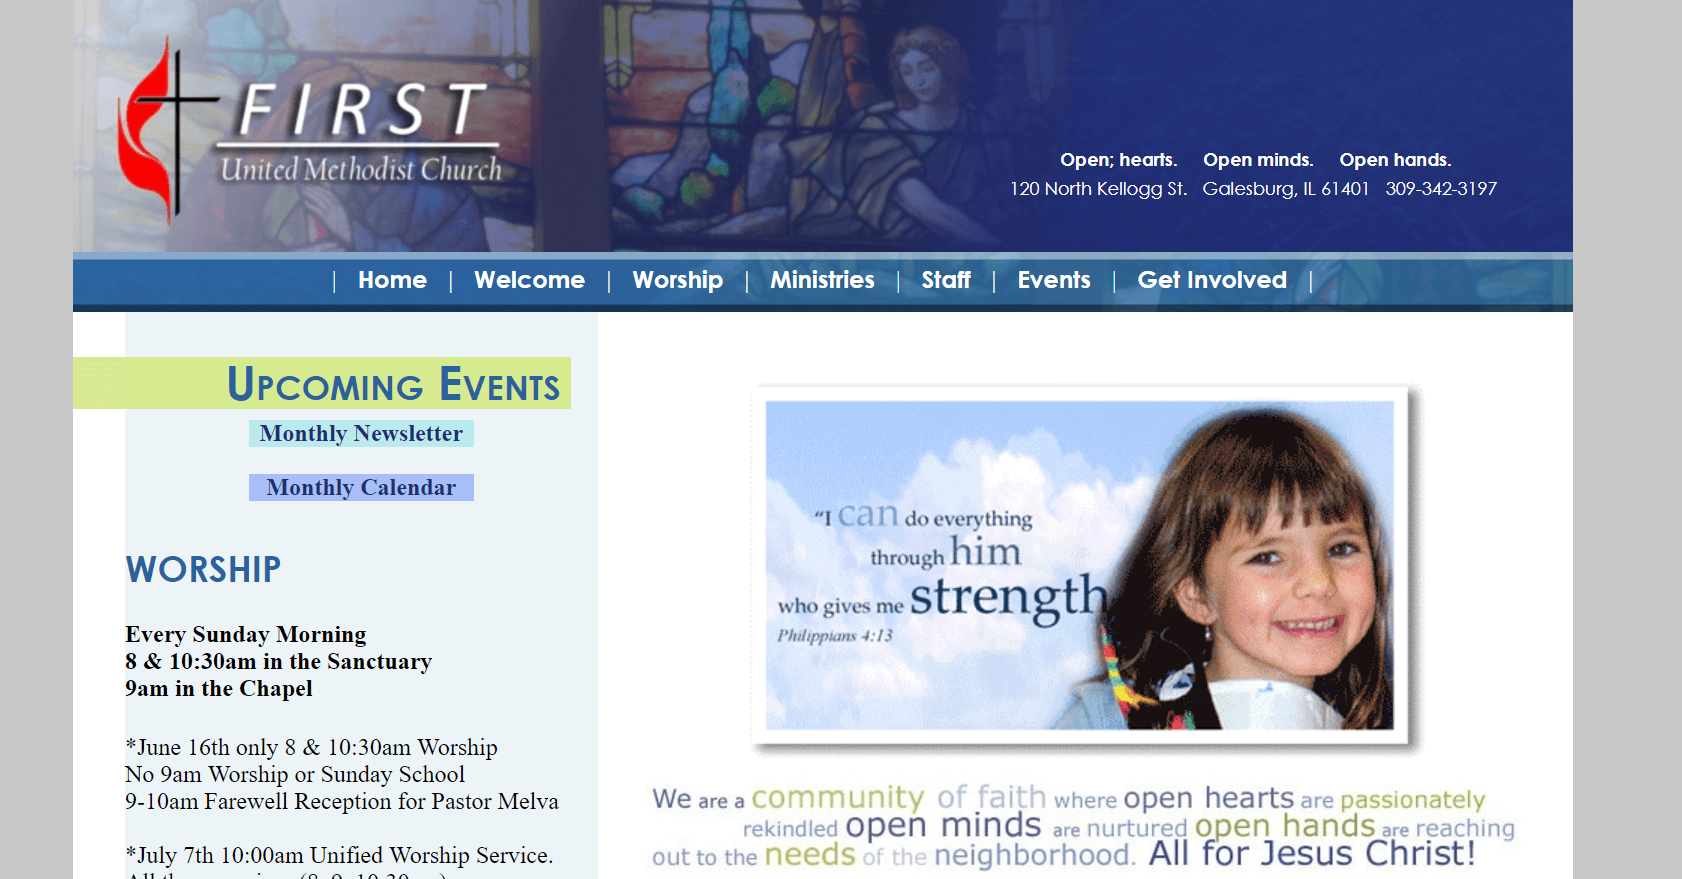 FIRST
United Methodist Church
Open; hearts. Open minds. Open hands.
120 North Kellogg St. Galesburg, IL 61401 309-342-3197
| Home | Welcome | Worship | Ministries | Staff | Events | Get Involved |
Upcoming Events
Monthly Newsletter
Monthly Calendar
WORSHIP
Every Sunday Morning
8 & 10:30am in the Sanctuary
9am in the Chapel
*June 16th only 8 & 10:30am Worship
No 9am Worship or Sunday School
9-10am Farewell Reception for Pastor Melva
*July 7th 10:00am Unified Worship Service.
“I can do everything
through him
who gives me strength
Philippians 4:13
We are a community of faith where open hearts are passionately
rekindled open minds are nurtured open hands are reaching
out to the needs of the neighborhood. All for Jesus Christ!